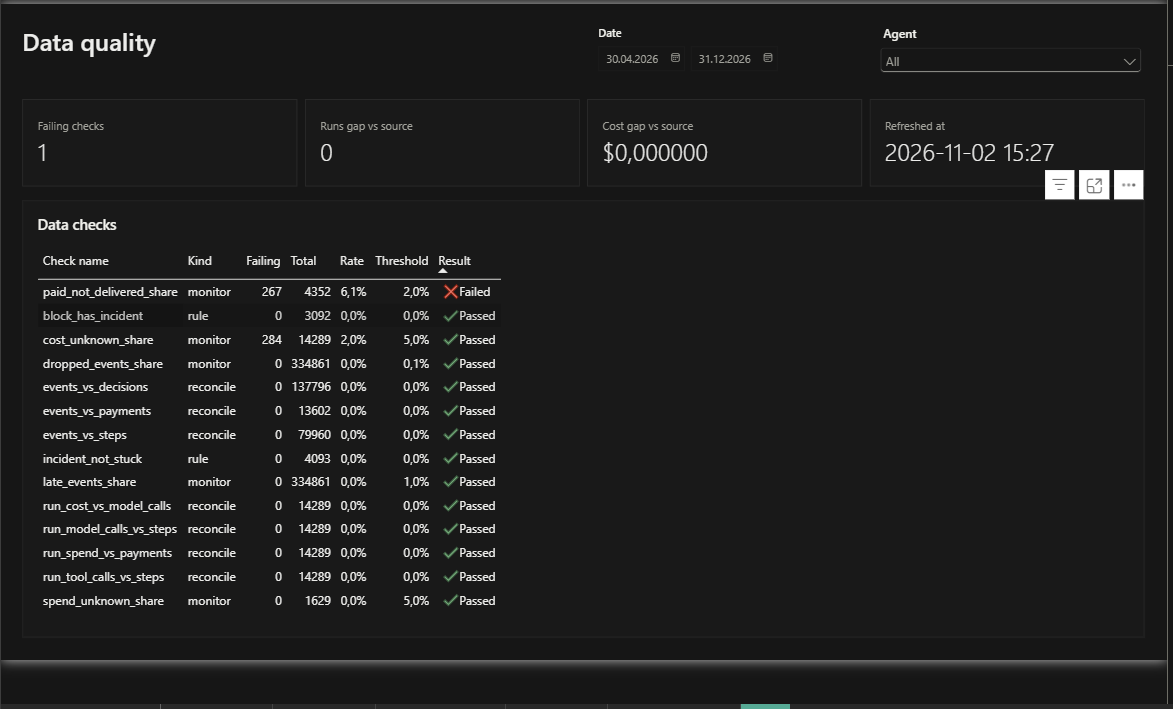 Data quality
Date
30.04.2026 31.12.2026
Agent
All
Failing checks
1
Runs gap vs source
0
Cost gap vs source
$0,000000
Refreshed at
2026-11-02 15:27
Data checks
Check name Kind Failing Total Rate Threshold Result
paid_not_delivered_share monitor 267 4352 6,1% 2,0% Failed
block_has_incident rule 0 3092 0,0% 0,0% Passed
cost_unknown_share monitor 284 14289 2,0% 5,0% Passed
dropped_events_share monitor 0 334861 0,0% 0,1% Passed
events_vs_decisions reconcile 0 137796 0,0% 0,0% Passed
events_vs_payments reconcile 0 13602 0,0% 0,0% Passed
events_vs_steps reconcile 0 79960 0,0% 0,0% Passed
incident_not_stuck rule 0 4093 0,0% 0,0% Passed
late_events_share monitor 0 334861 0,0% 1,0% Passed
run_cost_vs_model_calls reconcile 0 14289 0,0% 0,0% Passed
run_model_calls_vs_steps reconcile 0 14289 0,0% 0,0% Passed
run_spend_vs_payments reconcile 0 14289 0,0% 0,0% Passed
run_tool_calls_vs_steps reconcile 0 14289 0,0% 0,0% Passed
spend_unknown_share monitor 0 1629 0,0% 5,0% Passed